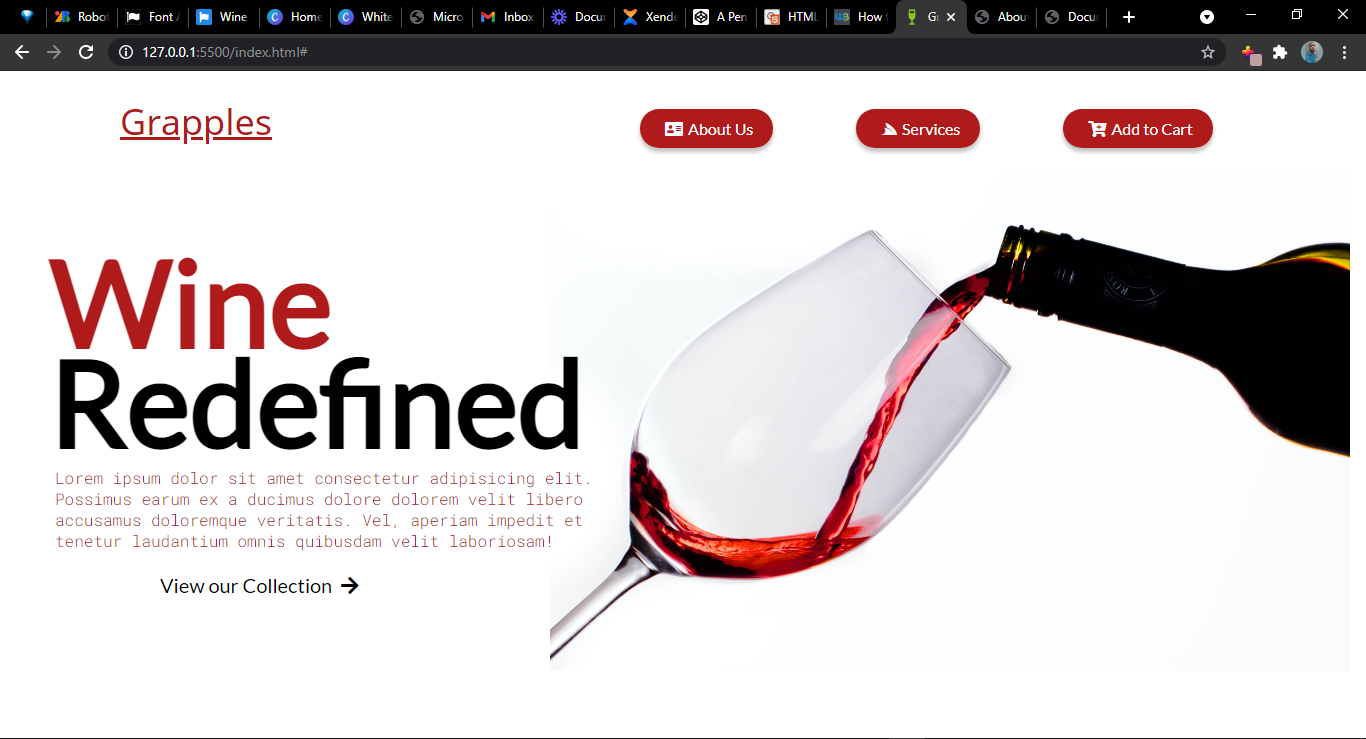 Robo
Font A
Wine
Home
White
Micro
Inbox
Docu
Xende
A Pen
HTML
How t
Gr
Abou
Docu
127.0.0.1:5500/index.html#
Grapples
About Us
Services
Add to Cart
Wine
Redefined
Lorem ipsum dolor sit amet consectetur adipisicing elit.
Possimus earum ex a ducimus dolore dolorem velit libero
accusamus doloremque veritatis. Vel, aperiam impedit et
tenetur laudantium omnis quibusdam velit laboriosam!
View our Collection